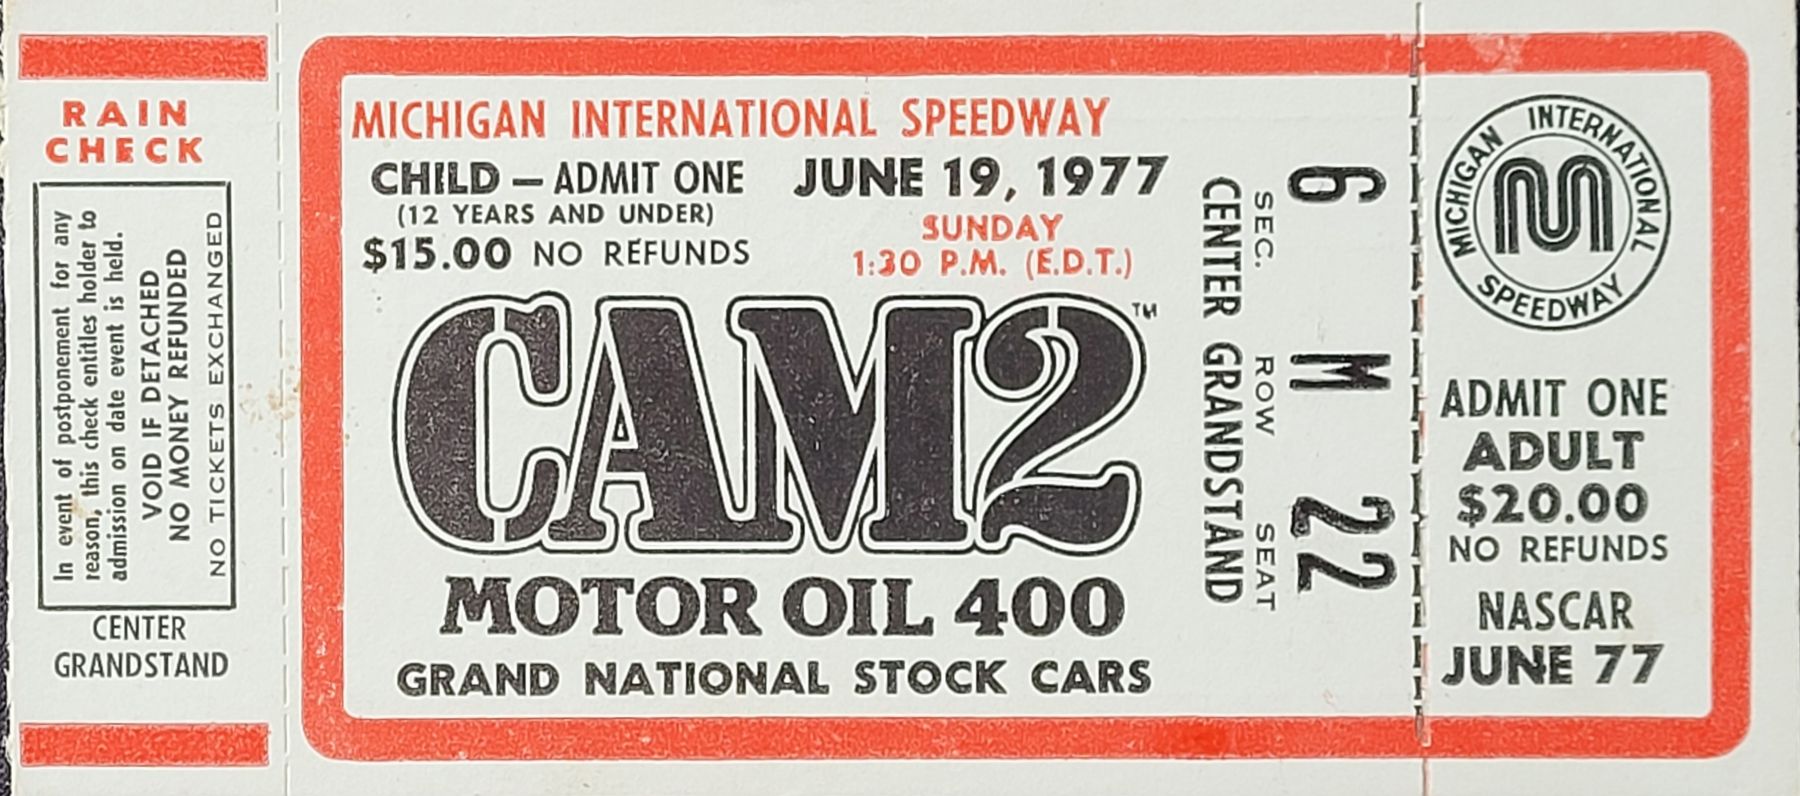 RAIN
CHECK
In event of postponement for any
reason, this check entitles holder to
admission on date event is held.
VOID IF DETACHED
NO MONEY REFUNDED
NO TICKETS EXCHANGED
CENTER
GRANDSTAND
MICHIGAN INTERNATIONAL SPEEDWAY
CHILD — ADMIT ONE
(12 YEARS AND UNDER)
$15.00 NO REFUNDS
JUNE 19, 1977
SUNDAY
1:30 P.M. (E.D.T.)
CAM2™
MOTOR OIL 400
GRAND NATIONAL STOCK CARS
6 M 22
SEC. ROW SEAT
CENTER GRANDSTAND
MICHIGAN INTERNATIONAL SPEEDWAY
M
ADMIT ONE
ADULT
$20.00
NO REFUNDS
NASCAR
JUNE 77